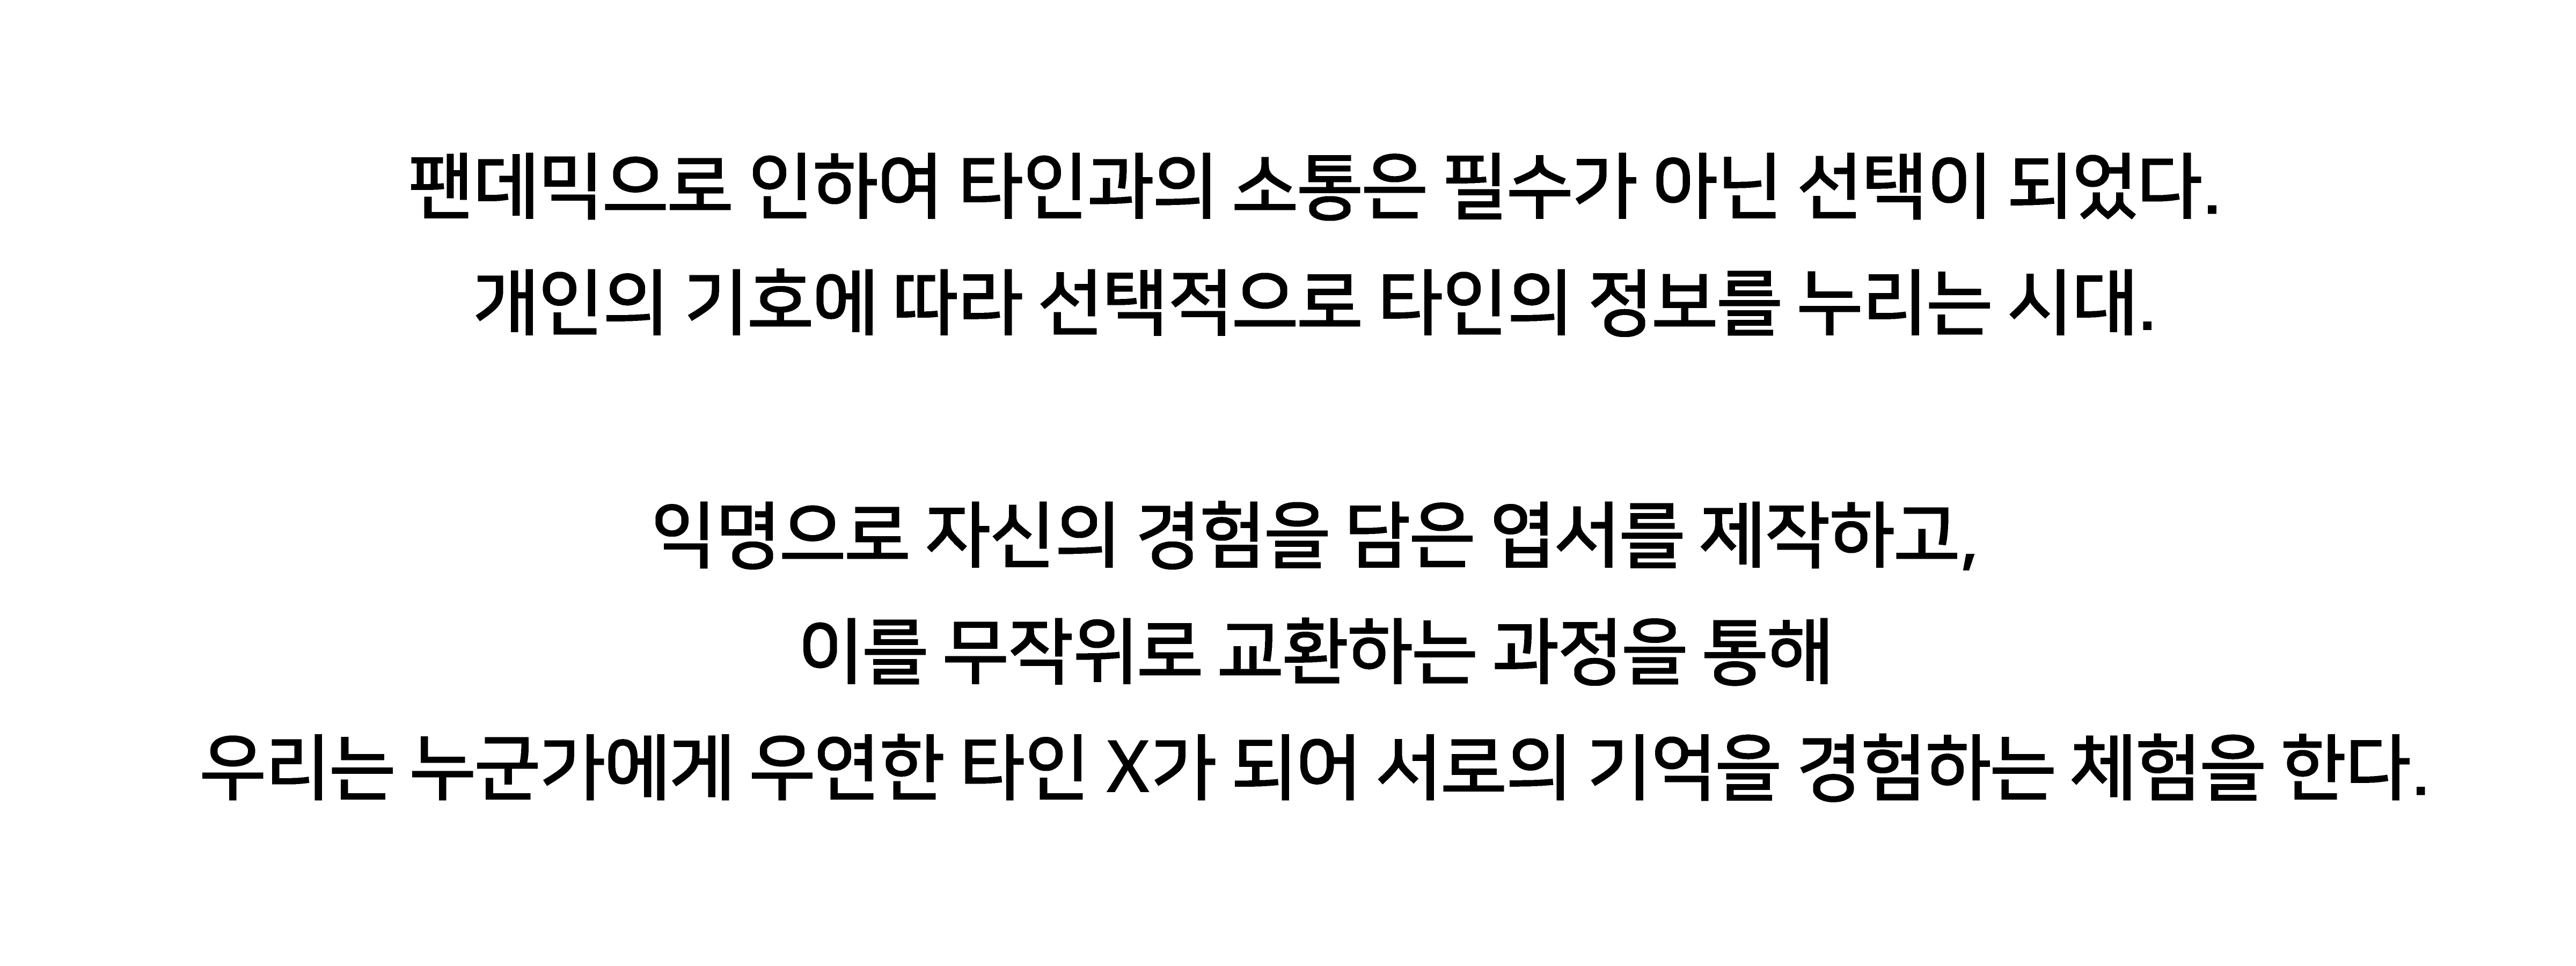 팬데믹으로 인하여 타인과의 소통은 필수가 아닌 선택이 되었다.
개인의 기호에 따라 선택적으로 타인의 정보를 누리는 시대.
익명으로 자신의 경험을 담은 엽서를 제작하고,
이를 무작위로 교환하는 과정을 통해
우리는 누군가에게 우연한 타인 X가 되어 서로의 기억을 경험하는 체험을 한다.